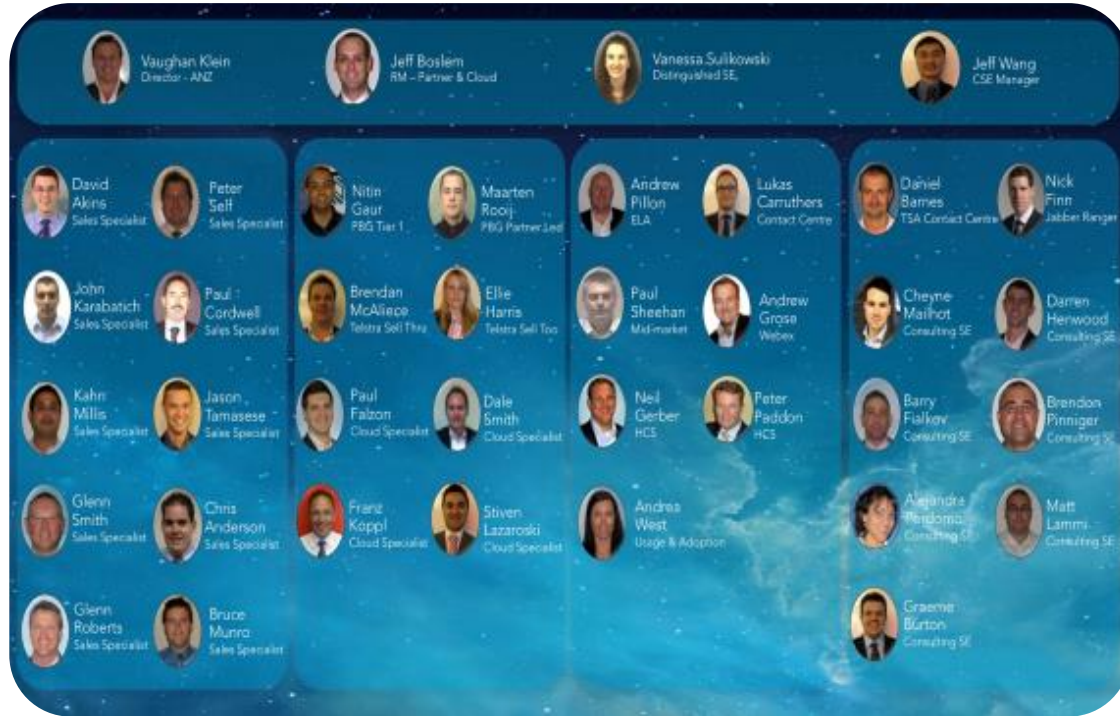 Vaughan Klein
Director - ANZ
Jeff Boslem
RM – Partner & Cloud
Vanessa Sulikowski
Distinguished SE,
Jeff Wang
CSE Manager
David
Akins
Sales Specialist
Peter
Self
Sales Specialist
John
Karabatich
Sales Specialist
Paul
Cordwell
Sales Specialist
Kahn
Millis
Sales Specialist
Jason
Tamasese
Sales Specialist
Glenn
Smith
Sales Specialist
Chris
Anderson
Sales Specialist
Glenn
Roberts
Sales Specialist
Bruce
Munro
Sales Specialist
Nitin
Gaur
PBG Tier 1
Maarten
Rooij
PBG Partner Led
Brendan
McAliece
Telstra Sell Thru
Ellie
Harris
Telstra Sell Too
Paul
Falzon
Cloud Specialist
Dale
Smith
Cloud Specialist
Franz
Koppl
Cloud Specialist
Stiven
Lazaroski
Cloud Specialist
Andrew
Pillon
ELA
Lukas
Carruthers
Contact Centre
Paul
Sheehan
Mid-market
Andrew
Grose
Webex
Neil
Gerber
HCS
Peter
Paddon
HCS
Andrea
West
Usage & Adoption
Daniel
Barnes
TSA Contact Centre
Nick
Finn
Jabber
Cheyne
Mailhot
Consulting SE
Darren
Henwood
Consulting SE
Barry
Fialkov
Consulting SE
Brendon
Pinniger
Consulting SE
Alejandra
Perdomo
Consulting SE
Matt
Lammi
Consulting SE
Graeme
Burton
Consulting SE